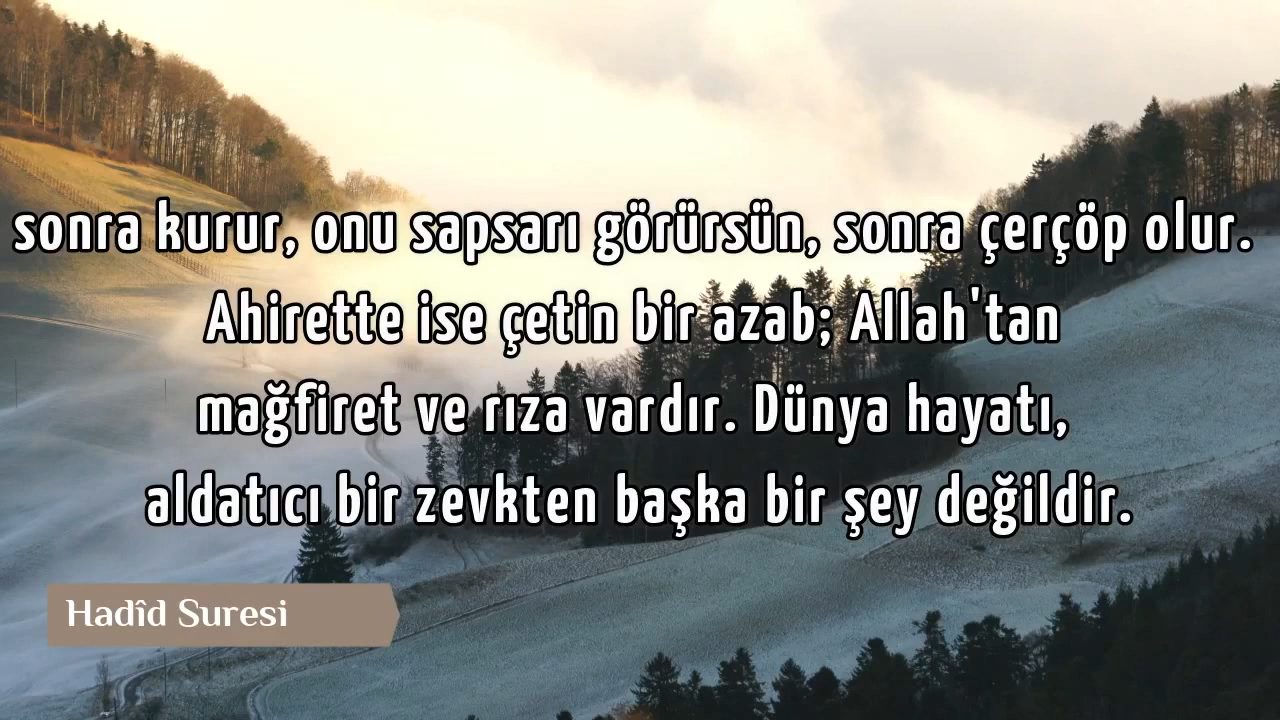 sonra kurur, onu sapsarı görürsün, sonra çerçöp olur.
Ahirette ise çetin bir azab; Allah'tan
mağfiret ve rıza vardır. Dünya hayatı,
aldatıcı bir zevkten başka bir şey değildir.
Hadîd Suresi